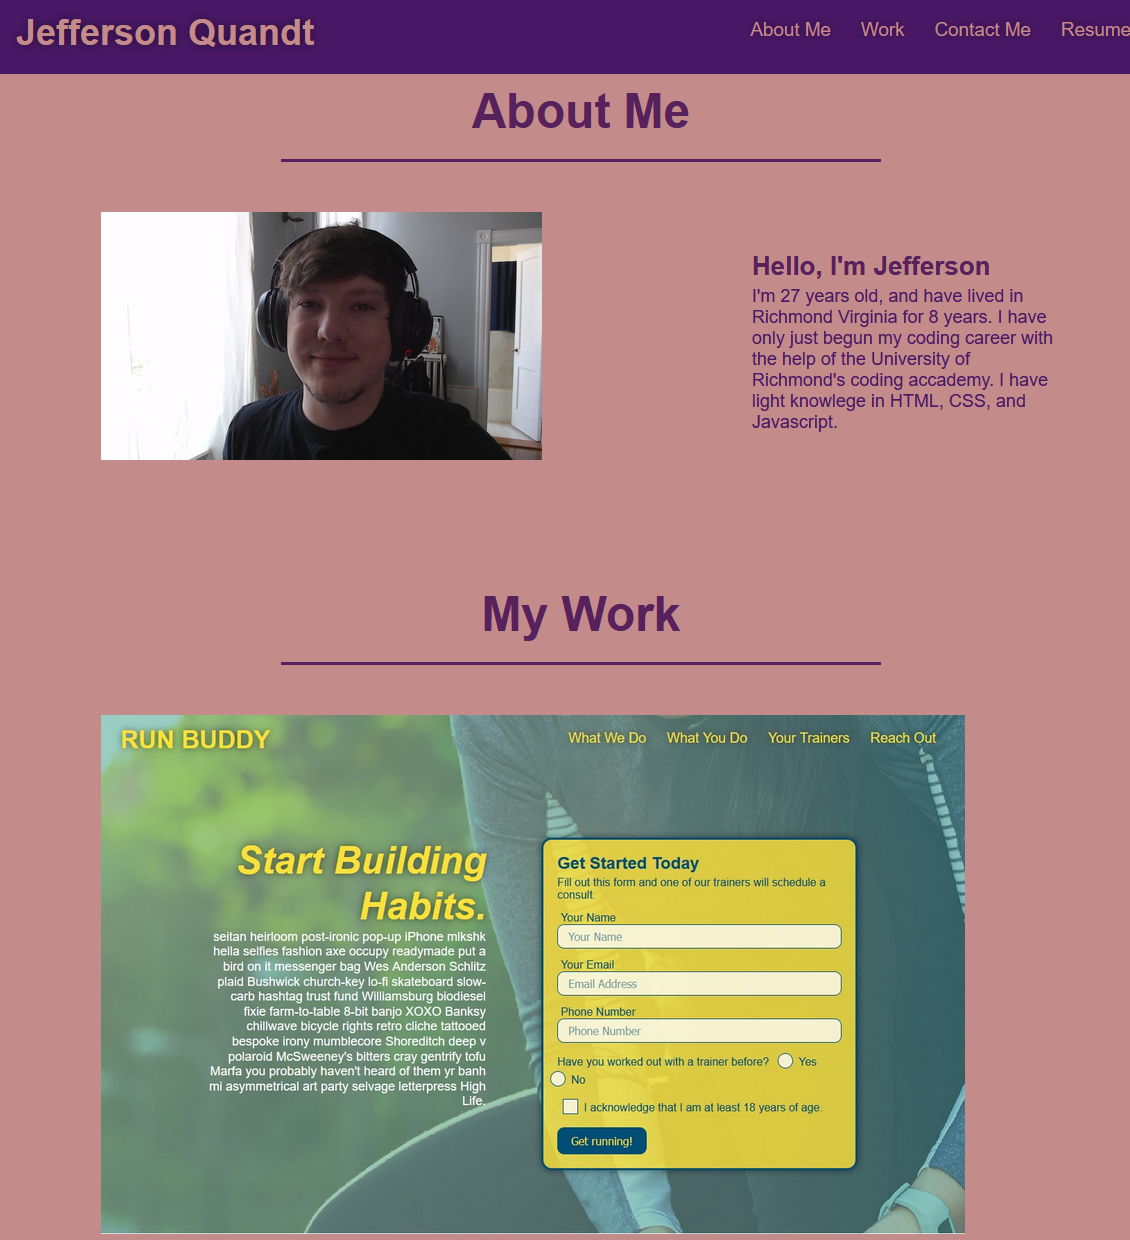 Jefferson Quandt
About Me Work Contact Me Resume
About Me
Hello, I'm Jefferson
I'm 27 years old, and have lived in
Richmond Virginia for 8 years. I have
only just begun my coding career with
the help of the University of
Richmond's coding accademy. I have
light knowlege in HTML, CSS, and
Javascript.
My Work
RUN BUDDY
What We Do What You Do Your Trainers Reach Out
Start Building
Habits.
seitan heirloom post-ironic pop-up iPhone mlkshk
hella selfies fashion axe occupy readymade put a
bird on it messenger bag Wes Anderson Schlitz
plaid Bushwick church-key lo-fi skateboard slow-
carb hashtag trust fund Williamsburg biodiesel
fixie farm-to-table 8-bit banjo XOXO Banksy
chillwave bicycle rights retro cliche tattooed
bespoke irony mumblecore Shoreditch deep v
polaroid McSweeney's bitters cray gentrify tofu
Marfa you probably haven't heard of them yr banh
mi asymmetrical art party selvage letterpress High
Life.
Get Started Today
Fill out this form and one of our trainers will schedule a
consult.
Your Name
Your Name
Your Email
Email Address
Phone Number
Phone Number
Have you worked out with a trainer before? Yes
No
I acknowledge that I am at least 18 years of age.
Get running!